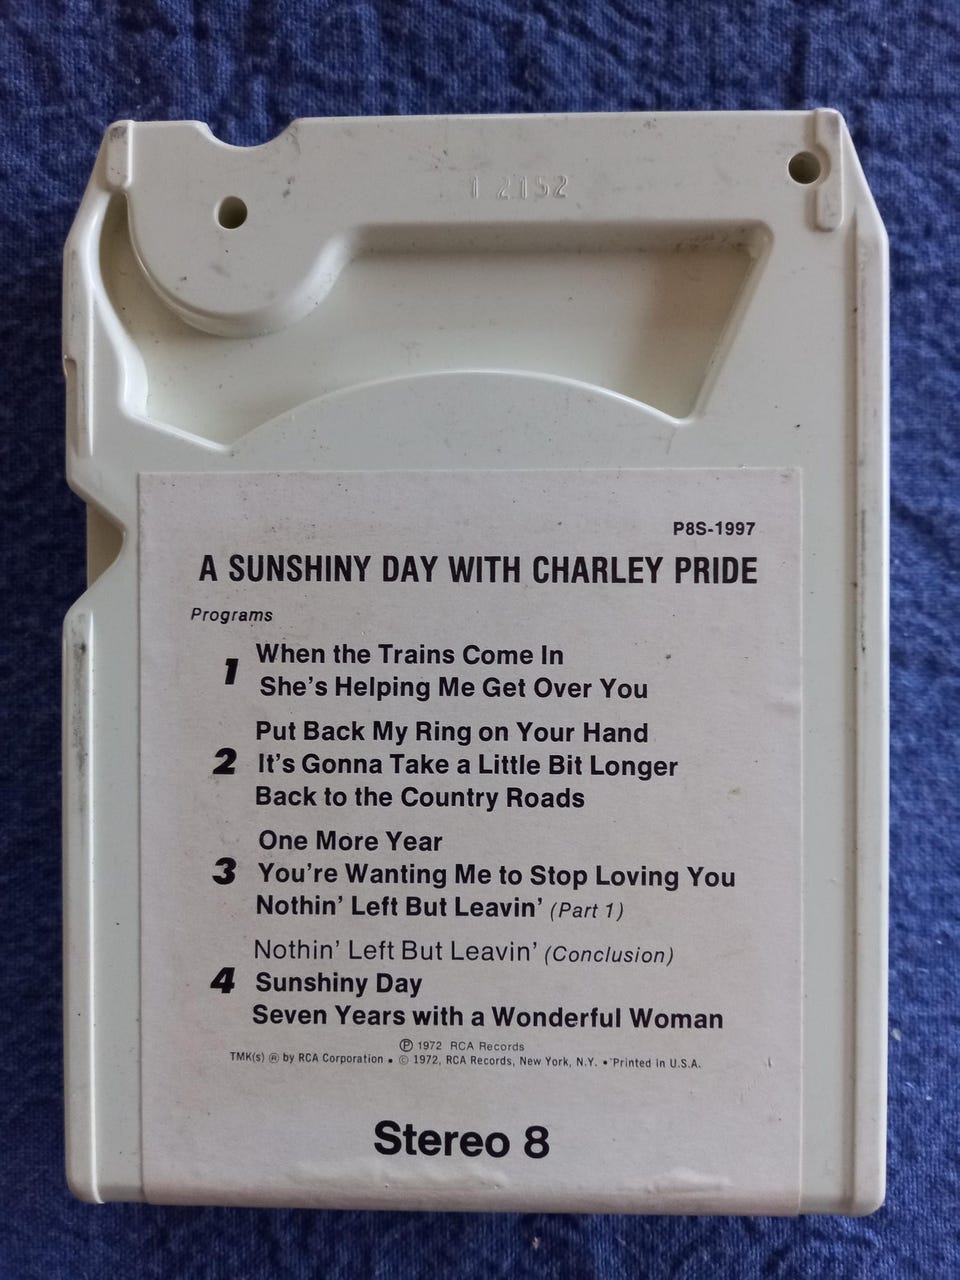 1 2152
P8S-1997
A SUNSHINY DAY WITH CHARLEY PRIDE
Programs
1
When the Trains Come In
She's Helping Me Get Over You
2
Put Back My Ring on Your Hand
It's Gonna Take a Little Bit Longer
Back to the Country Roads
3
One More Year
You're Wanting Me to Stop Loving You
Nothin' Left But Leavin' (Part 1)
4
Nothin' Left But Leavin' (Conclusion)
Sunshiny Day
Seven Years with a Wonderful Woman
℗ 1972 RCA Records
TMK(s) ® by RCA Corporation • © 1972, RCA Records, New York, N.Y. • Printed in U.S.A.
Stereo 8